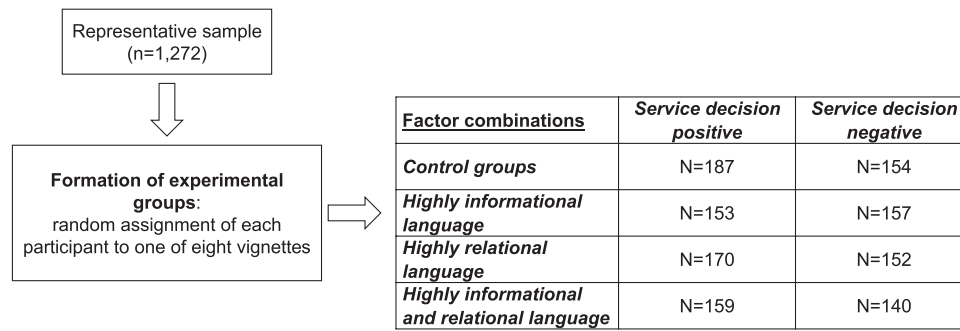 Representative sample
(n=1,272)
Formation of experimental
groups:
random assignment of each
participant to one of eight vignettes
Factor combinations
Service decision
positive
Service decision
negative
Control groups
N=187
N=154
Highly informational
language
N=153
N=157
Highly relational
language
N=170
N=152
Highly informational
and relational language
N=159
N=140